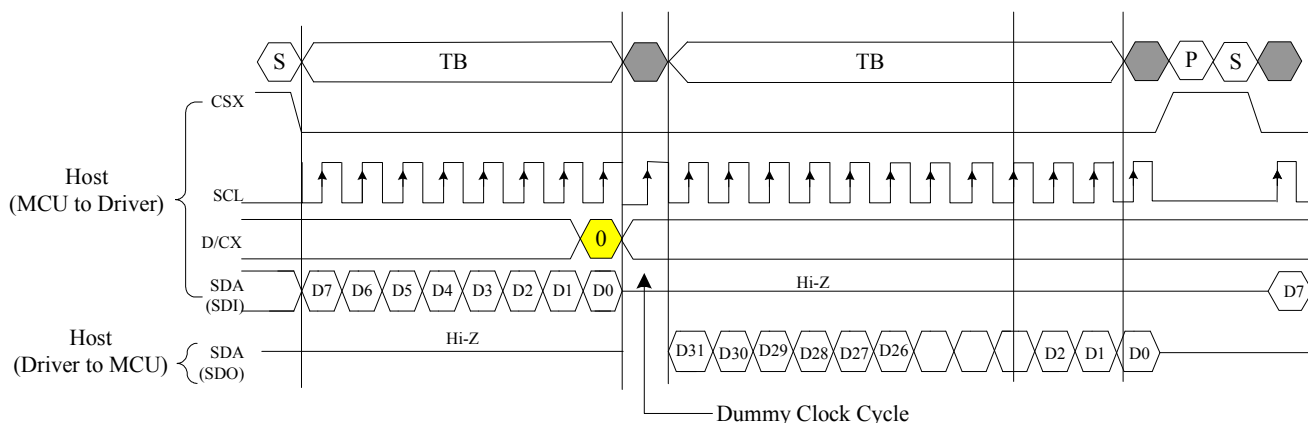 S TB TB P S
CSX
Host
(MCU to Driver)
SCL
D/CX 0
SDA
(SDI)
D7 D6 D5 D4 D3 D2 D1 D0 Hi-Z D7
Host
(Driver to MCU)
SDA
(SDO)
Hi-Z D31 D30 D29 D28 D27 D26 D2 D1 D0
Dummy Clock Cycle